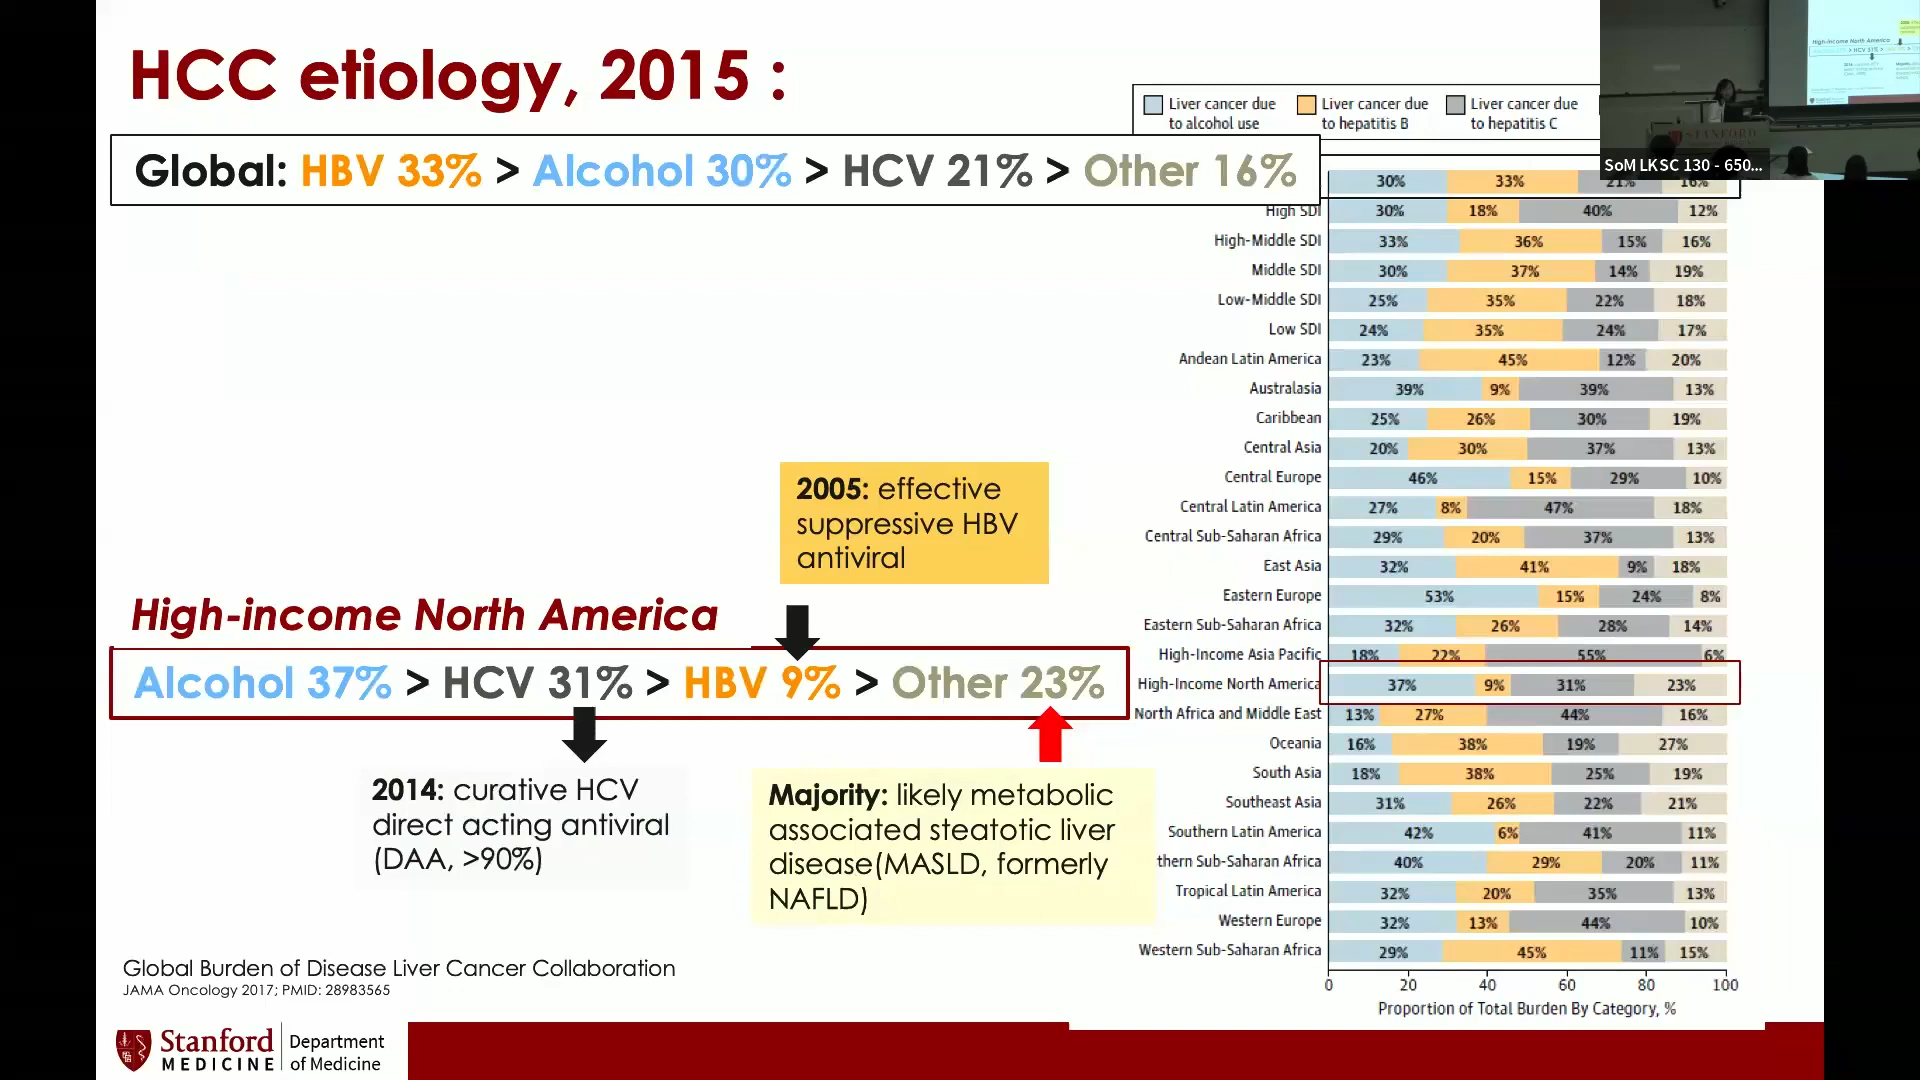 HCC etiology, 2015 :
Global: HBV 33% > Alcohol 30% > HCV 21% > Other 16%
2005: effective
suppressive HBV
antiviral
High-income North America
Alcohol 37% > HCV 31% > HBV 9% > Other 23%
2014: curative HCV
direct acting antiviral
(DAA, >90%)
Majority: likely metabolic
associated steatotic liver
disease(MASLD, formerly
NAFLD)
Global Burden of Disease Liver Cancer Collaboration
JAMA Oncology 2017; PMID: 28983565
Stanford
MEDICINE
Department
of Medicine
Liver cancer due
to alcohol use
Liver cancer due
to hepatitis B
Liver cancer due
to hepatitis C
30% 33% 21% 16%
High SDI 30% 18% 40% 12%
High-Middle SDI 33% 36% 15% 16%
Middle SDI 30% 37% 14% 19%
Low-Middle SDI 25% 35% 22% 18%
Low SDI 24% 35% 24% 17%
Andean Latin America 23% 45% 12% 20%
Australasia 39% 9% 39% 13%
Caribbean 25% 26% 30% 19%
Central Asia 20% 30% 37% 13%
Central Europe 46% 15% 29% 10%
Central Latin America 27% 8% 47% 18%
Central Sub-Saharan Africa 29% 20% 37% 13%
East Asia 32% 41% 9% 18%
Eastern Europe 53% 15% 24% 8%
Eastern Sub-Saharan Africa 32% 26% 28% 14%
High-Income Asia Pacific 18% 22% 55% 6%
High-Income North America 37% 9% 31% 23%
North Africa and Middle East 13% 27% 44% 16%
Oceania 16% 38% 19% 27%
South Asia 18% 38% 25% 19%
Southeast Asia 31% 26% 22% 21%
Southern Latin America 42% 6% 41% 11%
thern Sub-Saharan Africa 40% 29% 20% 11%
Tropical Latin America 32% 20% 35% 13%
Western Europe 32% 13% 44% 10%
Western Sub-Saharan Africa 29% 45% 11% 15%
0 20 40 60 80 100
Proportion of Total Burden By Category, %
High-income North America
STANFORD
SoM LKSC 130 - 650...